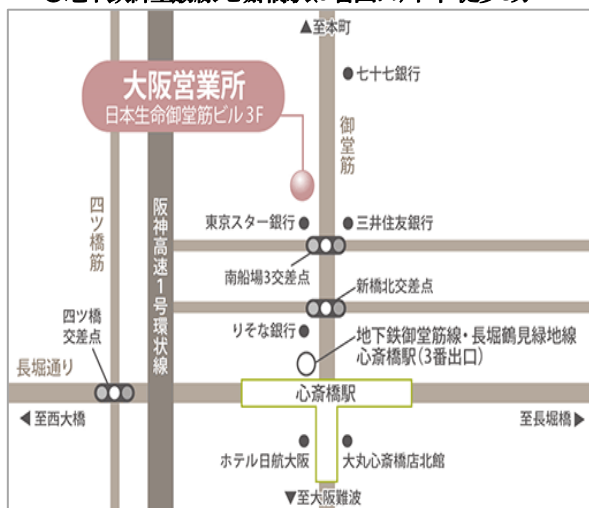 ▲至本町
七十七銀行
大阪営業所
日本生命御堂筋ビル3F
御堂筋
四ツ橋筋
阪神高速1号環状線
東京スター銀行
三井住友銀行
南船場3交差点
新橋北交差点
四ツ橋
交差点
りそな銀行
地下鉄御堂筋線・長堀鶴見緑地線
心斎橋駅(3番出口)
長堀通り
心斎橋駅
◀至西大橋
至長堀橋▶
ホテル日航大阪
大丸心斎橋店北館
▼至大阪難波